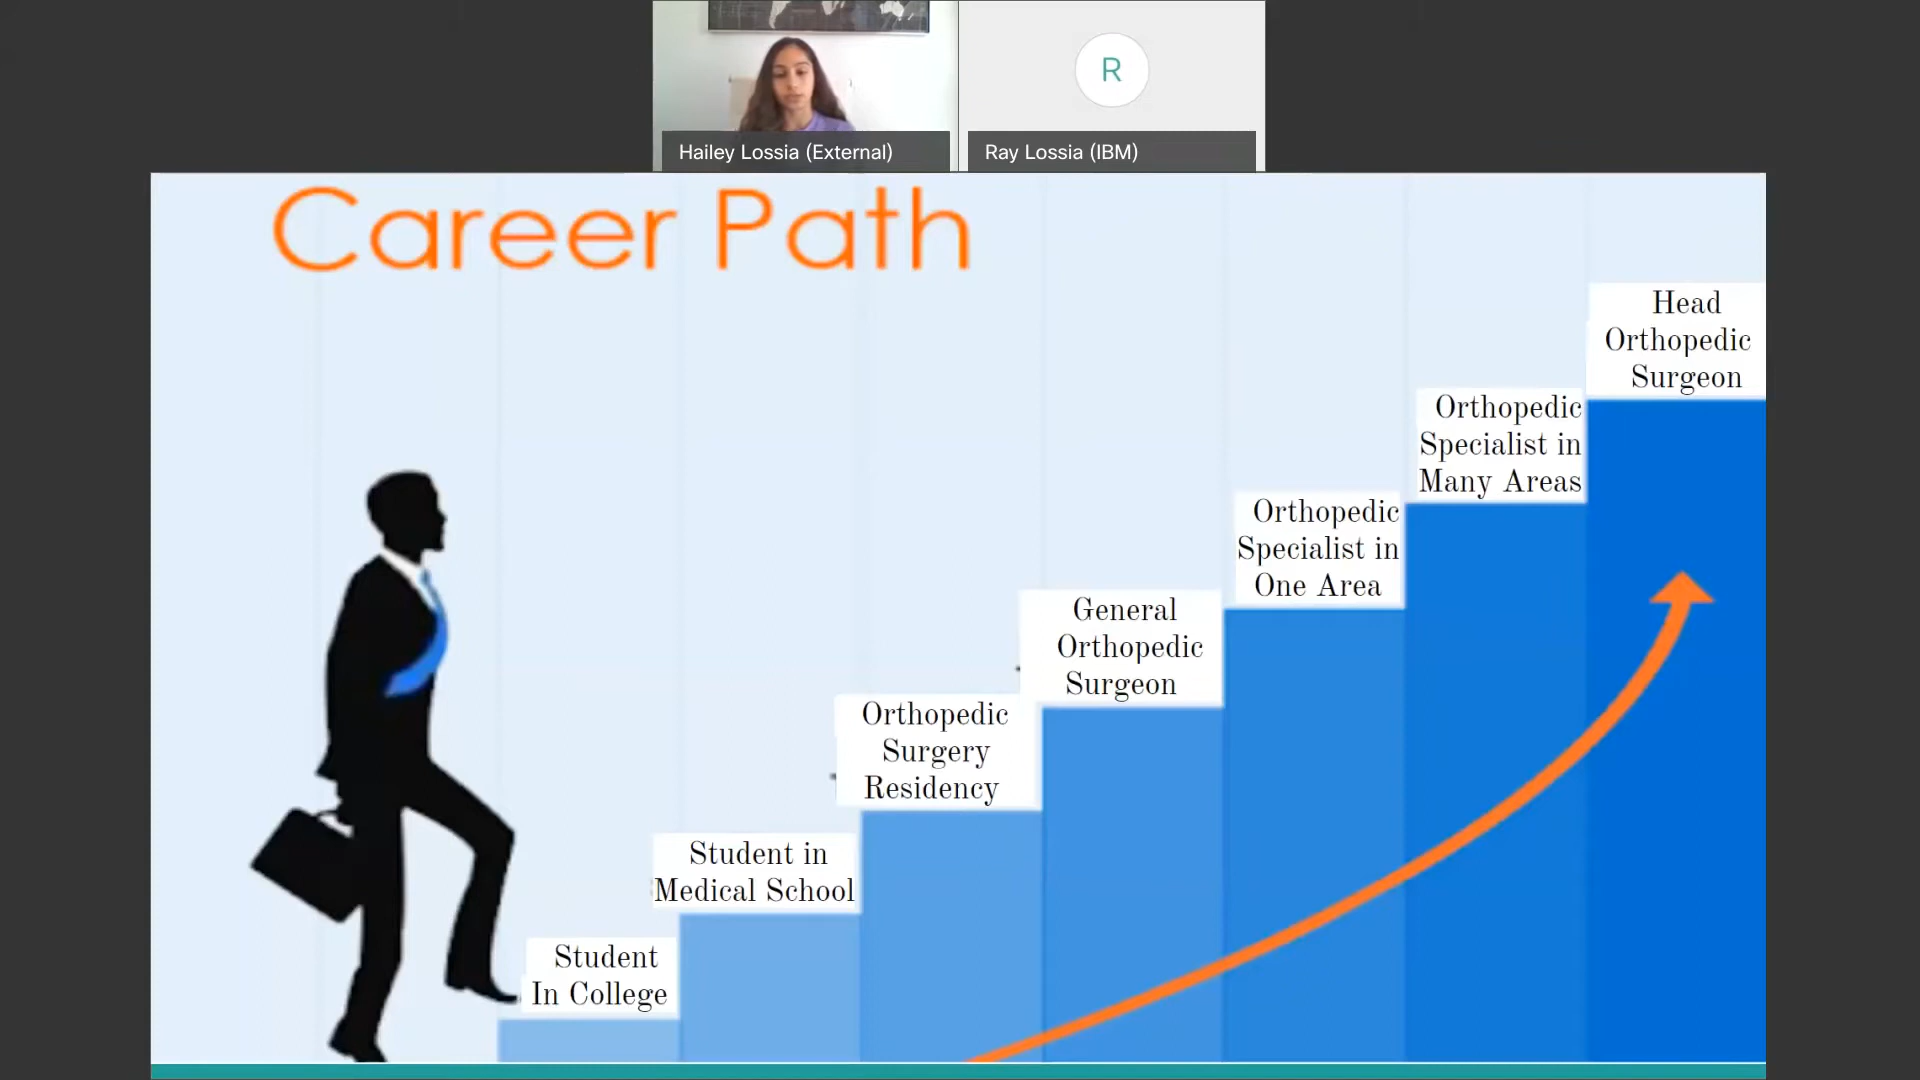 R
Hailey Lossia (External)
Ray Lossia (IBM)
Career Path
Head
Orthopedic
Surgeon
Orthopedic
Specialist in
Many Areas
Orthopedic
Specialist in
One Area
General
Orthopedic
Surgeon
Orthopedic
Surgery
Residency
Student in
Medical School
Student
In College